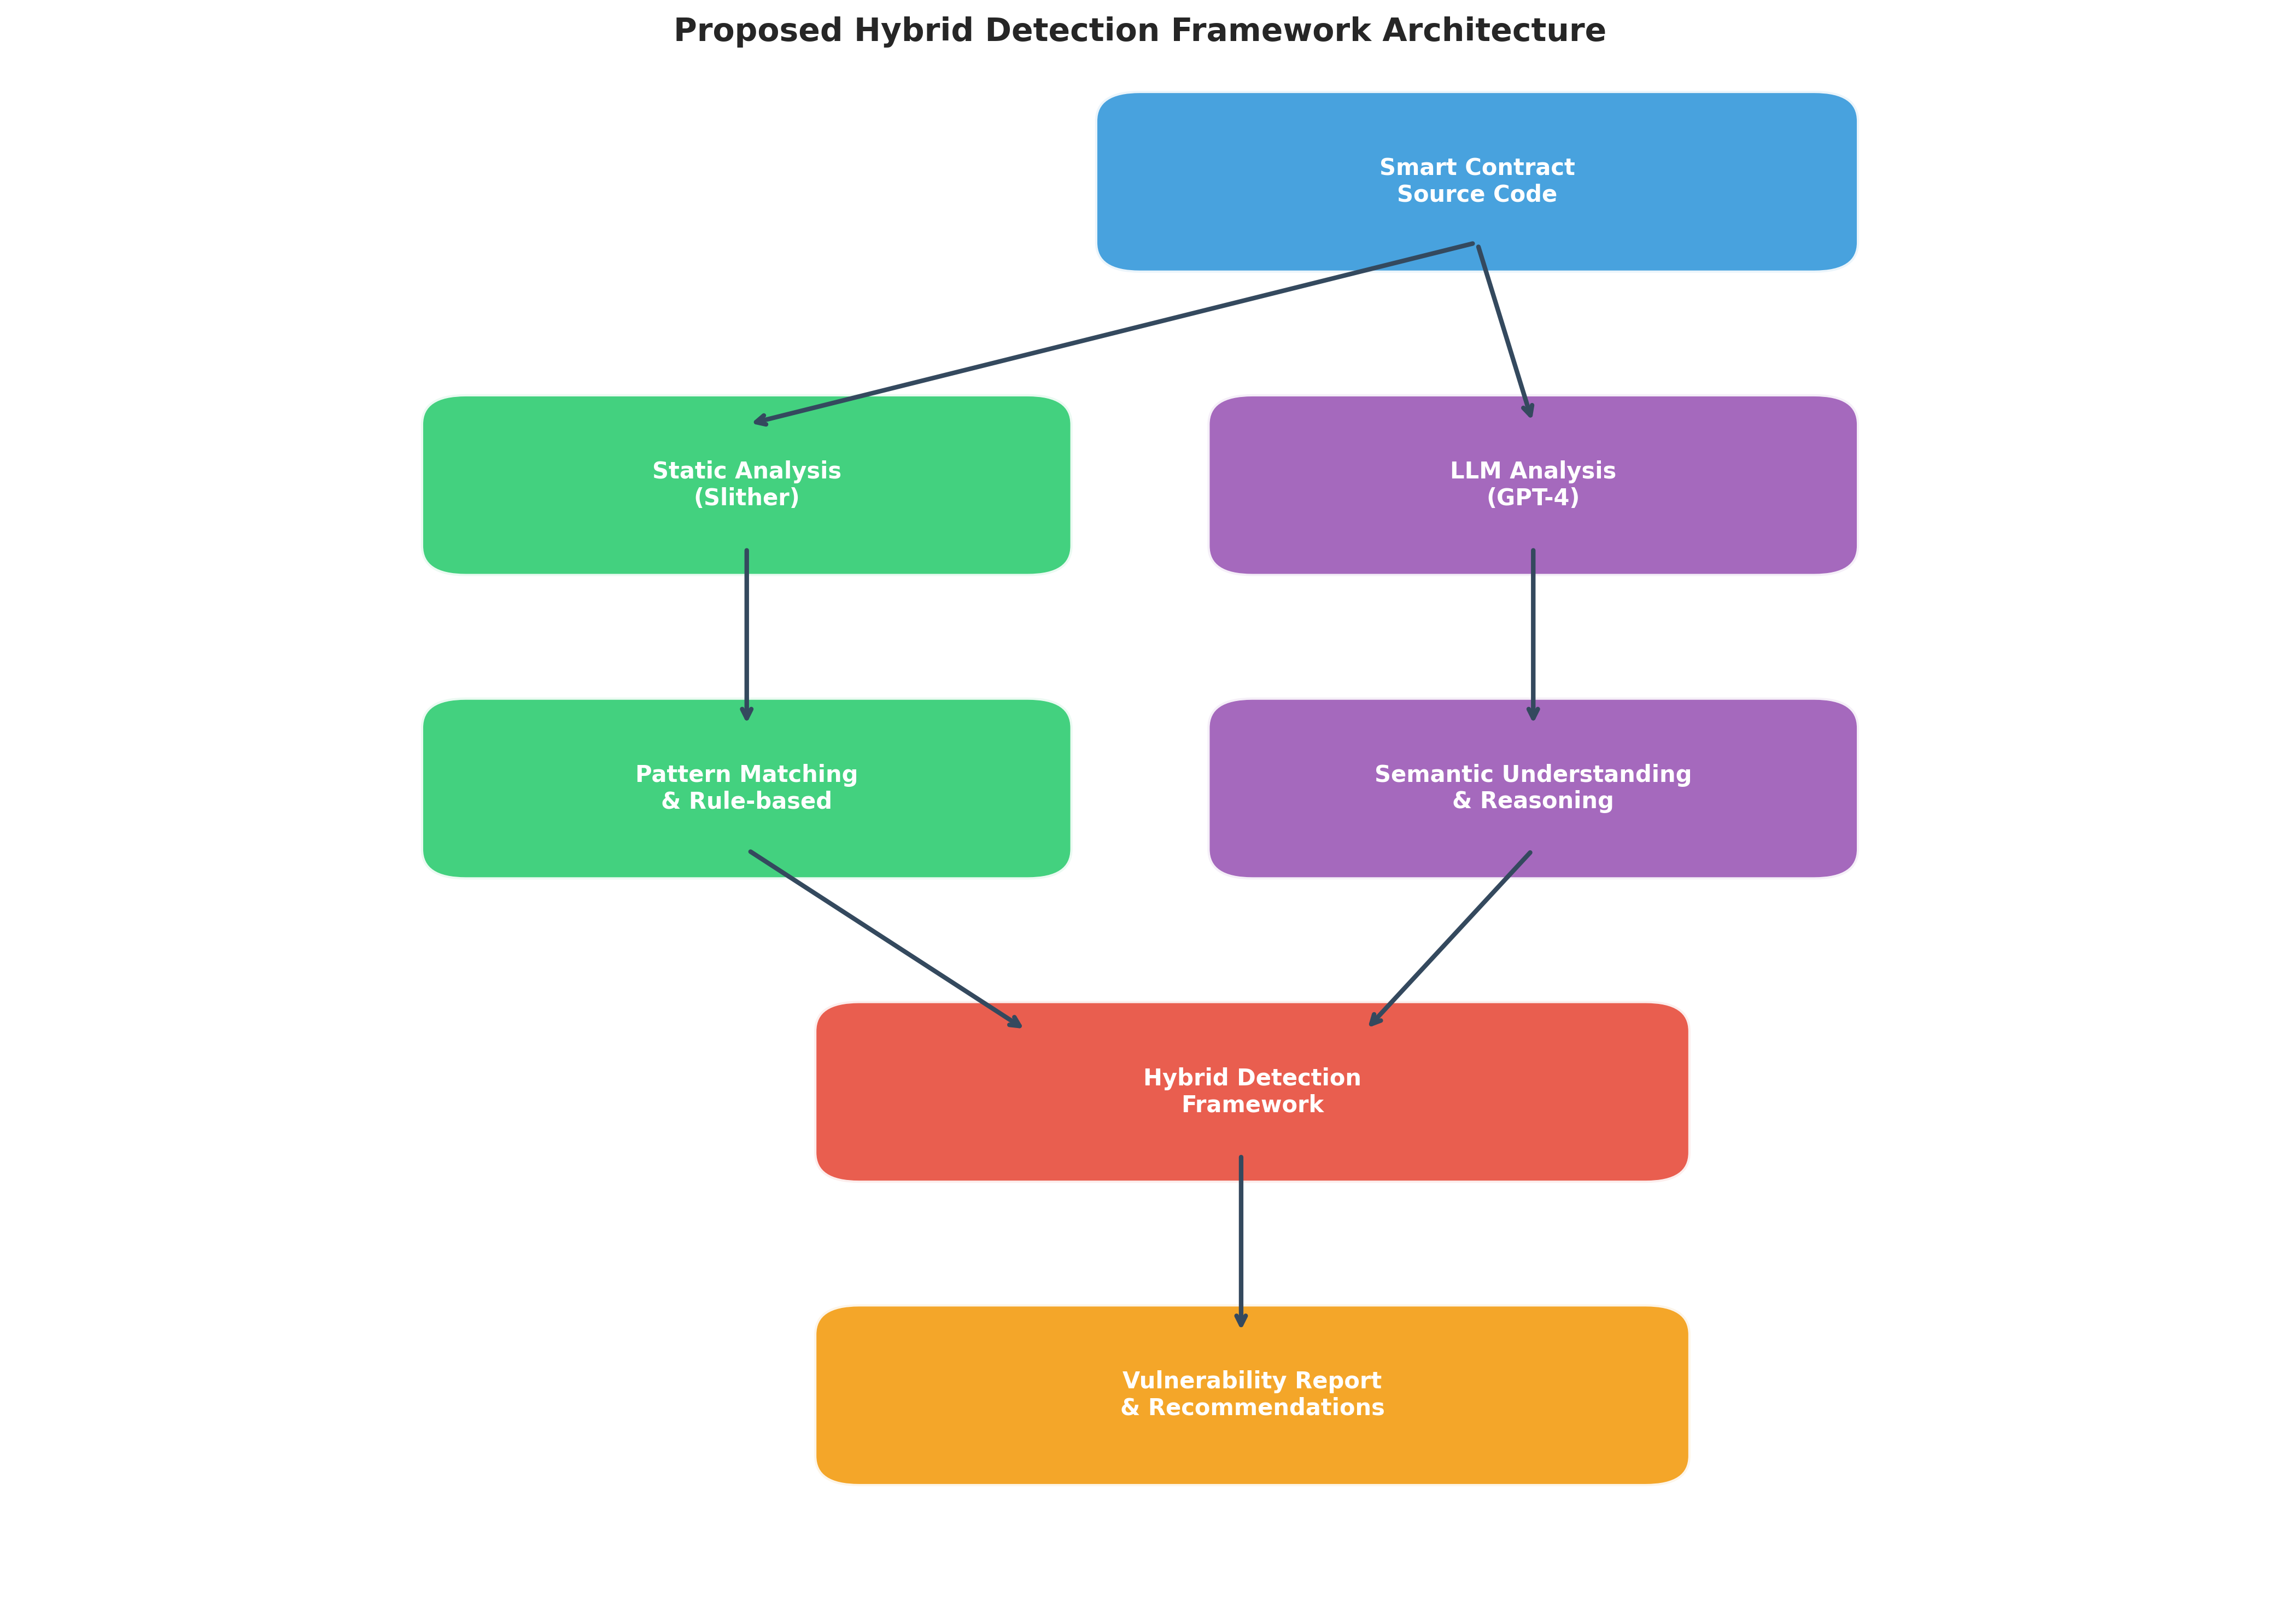 Proposed Hybrid Detection Framework Architecture
Smart Contract
Source Code
Static Analysis
(Slither)
LLM Analysis
(GPT-4)
Pattern Matching
& Rule-based
Semantic Understanding
& Reasoning
Hybrid Detection
Framework
Vulnerability Report
& Recommendations